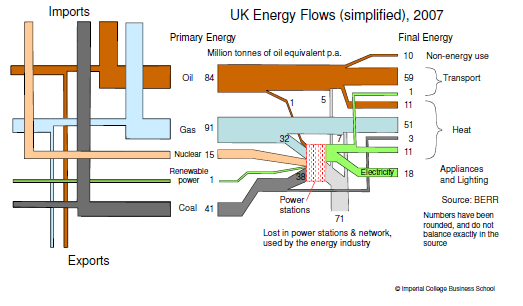 Imports
UK Energy Flows (simplified), 2007
Primary Energy
Final Energy
Million tonnes of oil equivalent p.a.
10 Non-energy use
Oil 84
59 Transport
1
5
1
11
Gas 91
51
Heat
32
7
3
Nuclear 15
11
Renewable
power 1
38
Electricity 18
Appliances
and Lighting
Coal 41
Power
stations
Source: BERR
71
Numbers have been
rounded, and do not
balance exactly in the
source
Lost in power stations & network,
used by the energy industry
Exports
© Imperial College Business School